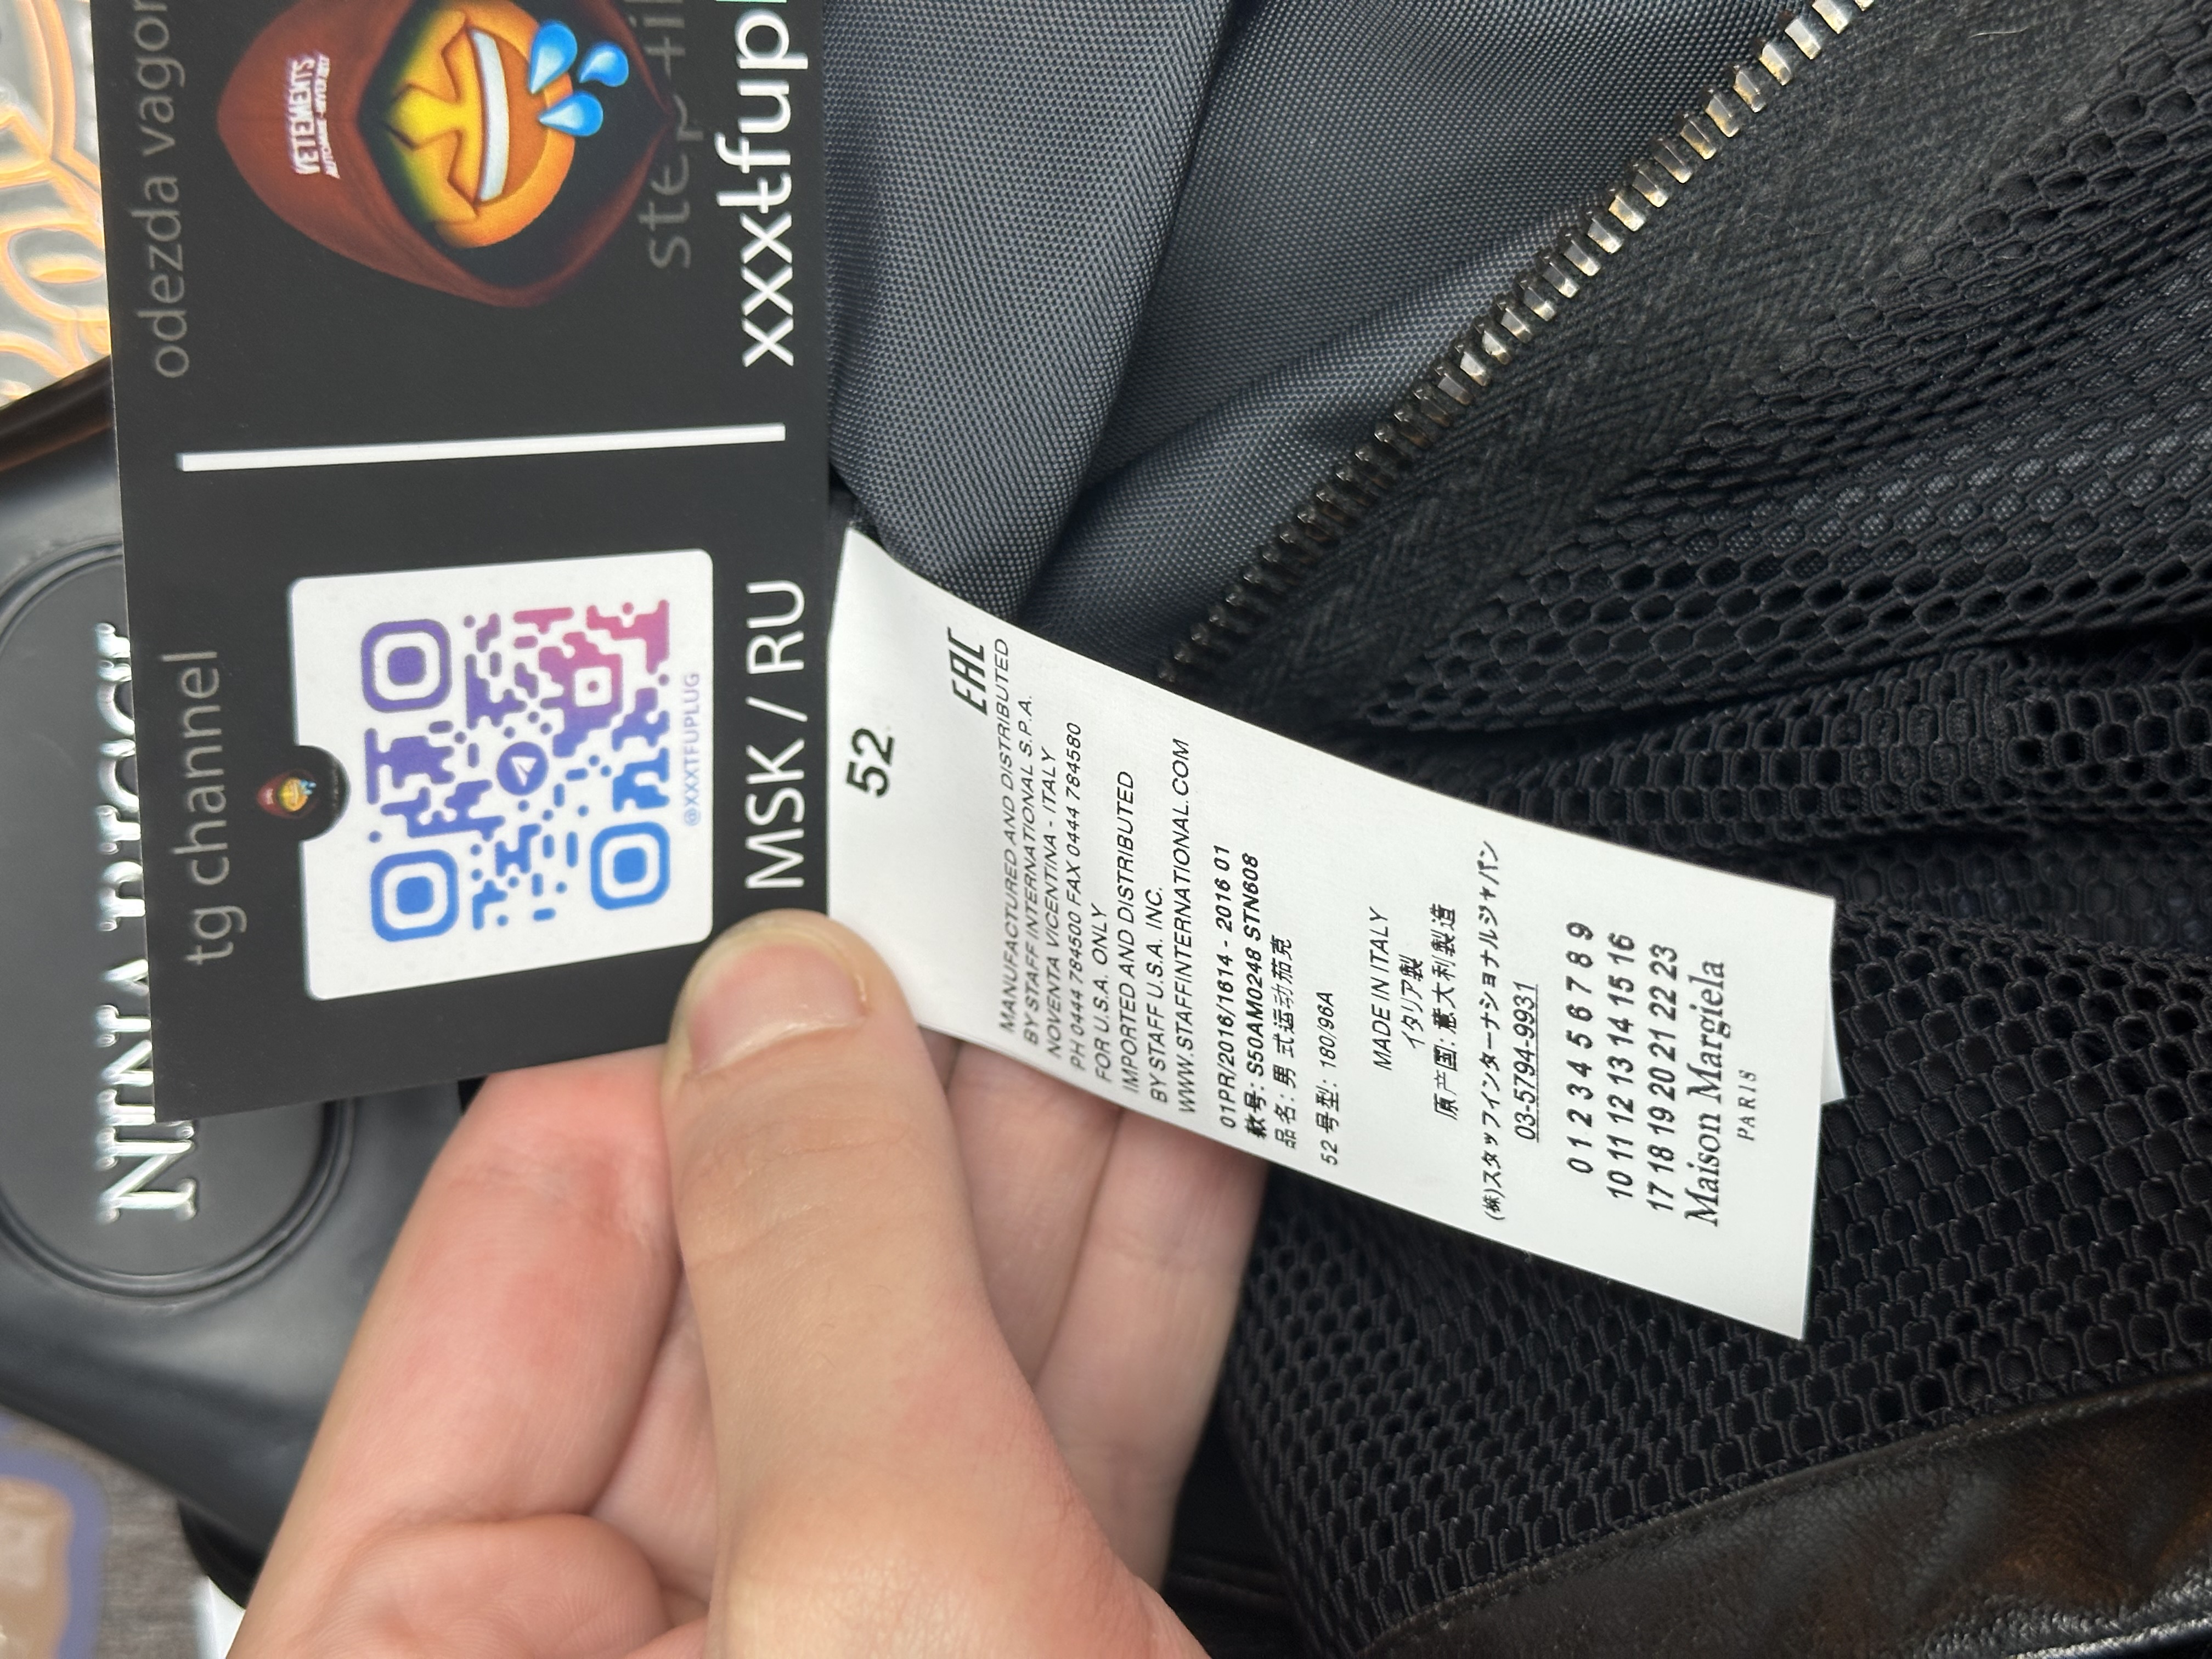 odezda vagon
VETEMENTS
xxxtfupl
tg channel
@XXXTFUPLUG
MSK / RU
NINA RICCI
52
EAC
MANUFACTURED AND DISTRIBUTED
BY STAFF INTERNATIONAL S.P.A.
NOVENTA VICENTINA - ITALY
PH 0444 784500 FAX 0444 784580
FOR U.S.A. ONLY
IMPORTED AND DISTRIBUTED
BY STAFF U.S.A. INC.
WWW.STAFFINTERNATIONAL.COM
01PR/2016/1614 - 2016 01
款号: S50AM0248 STN608
品名: 男 式 运动茄克
52 号型: 180/96A
MADE IN ITALY
イタリア製
原产国: 意大利製造
(株)スタッフインターナショナルジャパン
03-5794-9931
0 1 2 3 4 5 6 7 8 9
10 11 12 13 14 15 16
17 18 19 20 21 22 23
Maison Margiela
PARIS